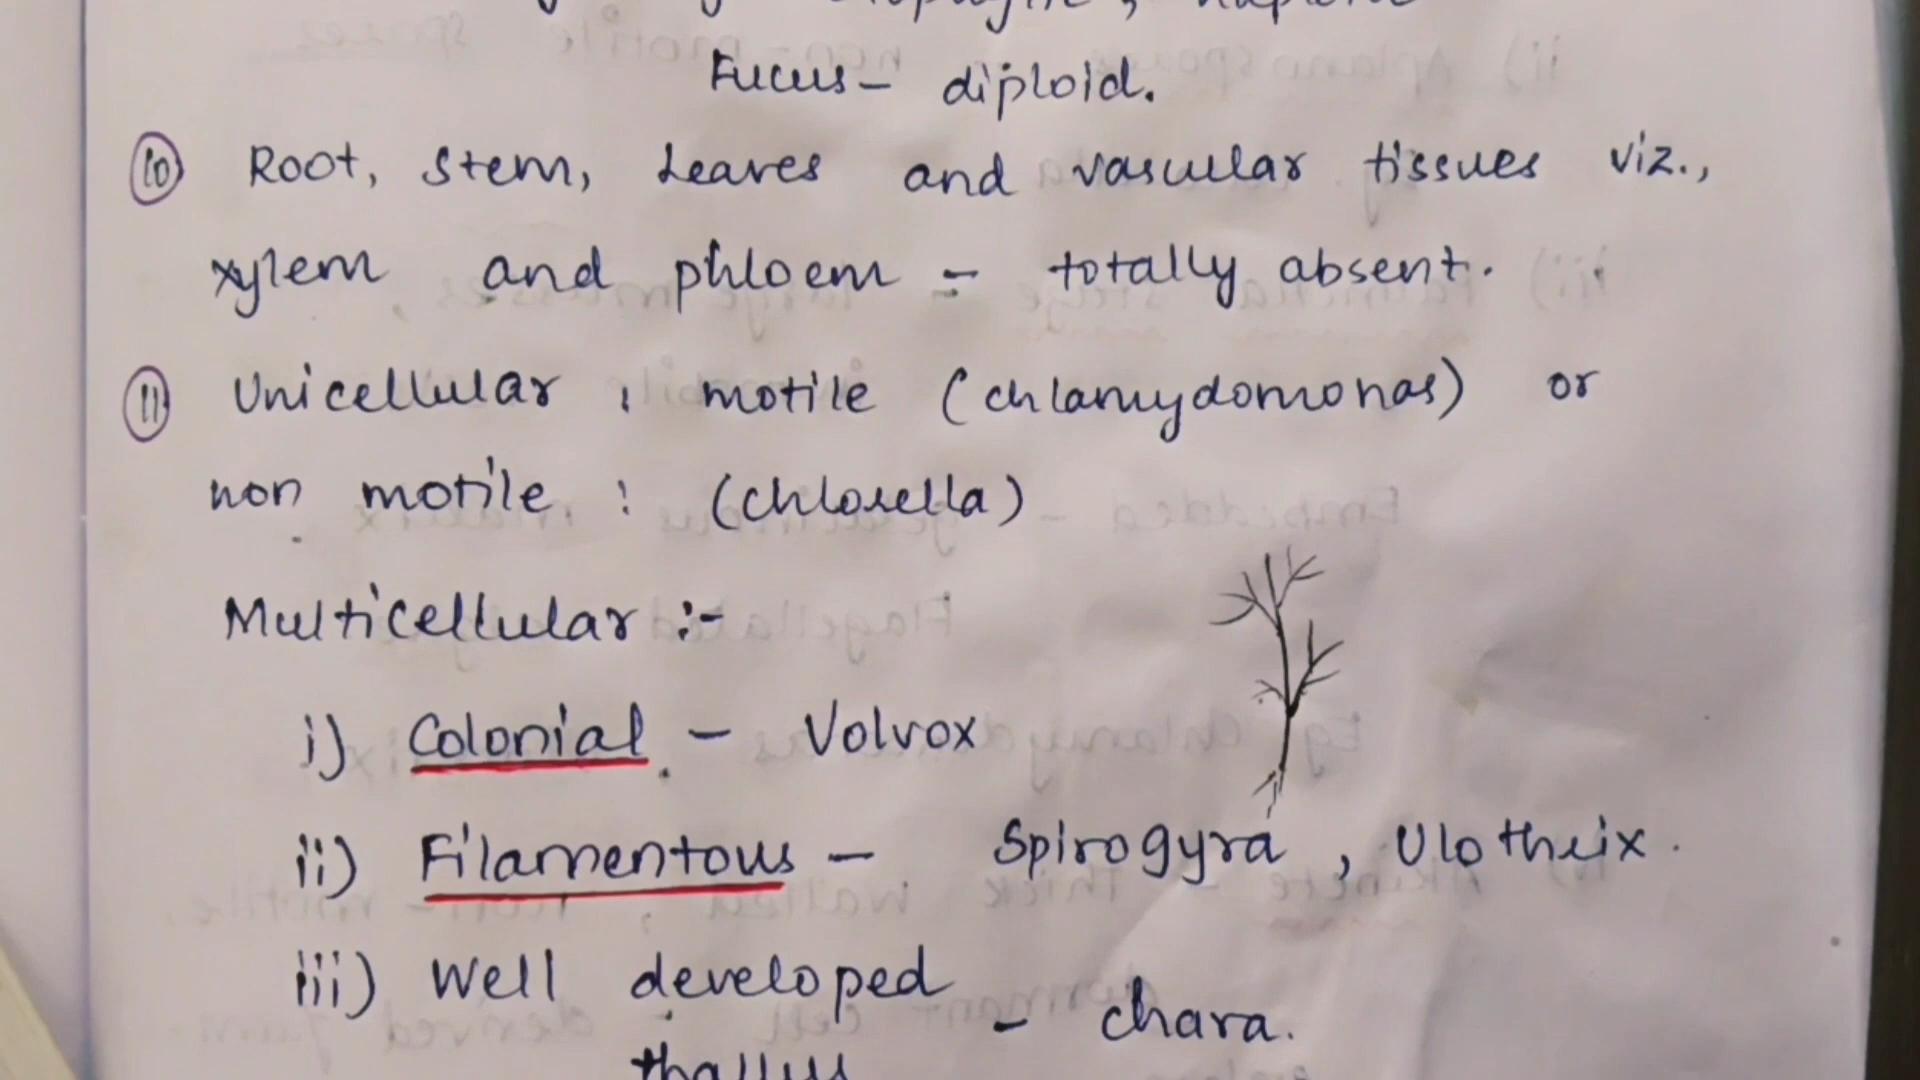 Fucus - diploid.
10 Root, Stem, Leaves and vascular tissues viz.,
xylem and phloem - totally absent.
11 Unicellular : motile (chlamydomonas) or
non motile : (chlorella)
Multicellular :-
i) Colonial - Volvox
ii) Filamentous - Spirogyra, Ulothrix.
iii) Well developed
- chara.
thallus